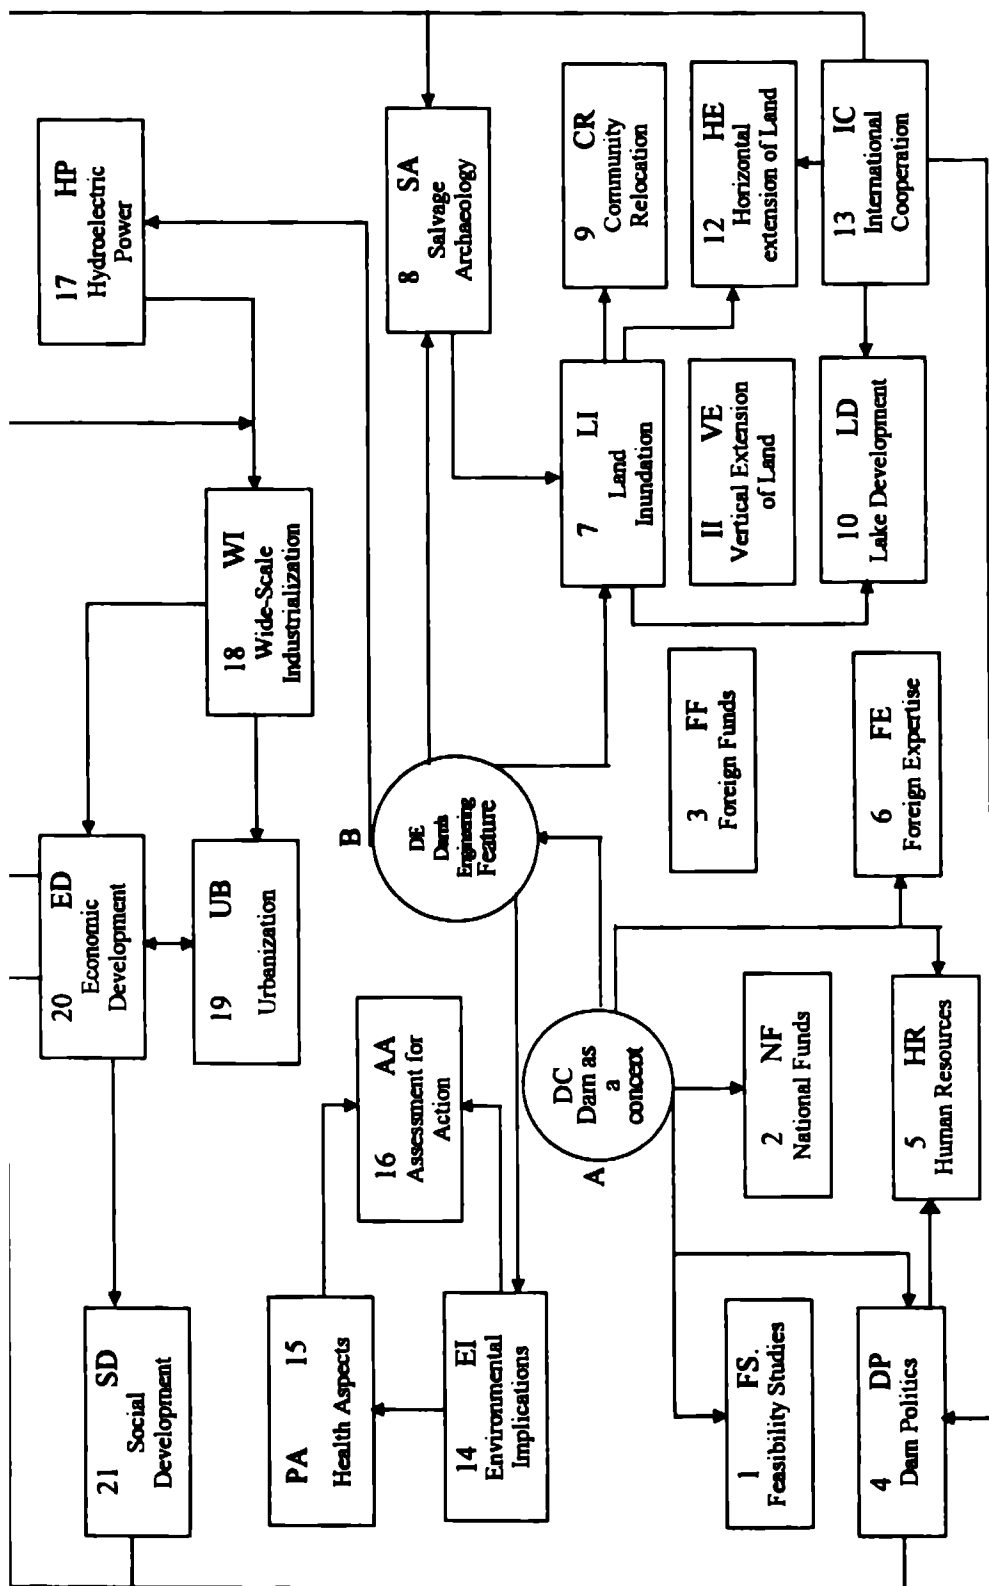 21 SD
Social
Development
20 ED
Economic
Development
17 HP
Hydroelectric
Power
19 UB
Urbanization
18 WI
Wide-Scale
Industrialization
PA 15
Health Aspects
16 AA
Assessment for
Action
8 SA
Salvage
Archaeology
14 EI
Environmental
Implications
B
DE
Engineering
Feature
A
DC
Dam as
a
concept
7 LI
Land
Inundation
9 CR
Community
Relocation
1 FS.
Feasibility Studies
2 NF
National Funds
3 FF
Foreign Funds
II VE
Vertical Extension
of Land
12 HE
Horizontal
extension of Land
4 DP
Dam Politics
5 HR
Human Resources
6 FE
Foreign Expertise
10 LD
Lake Development
13 IC
International
Cooperation